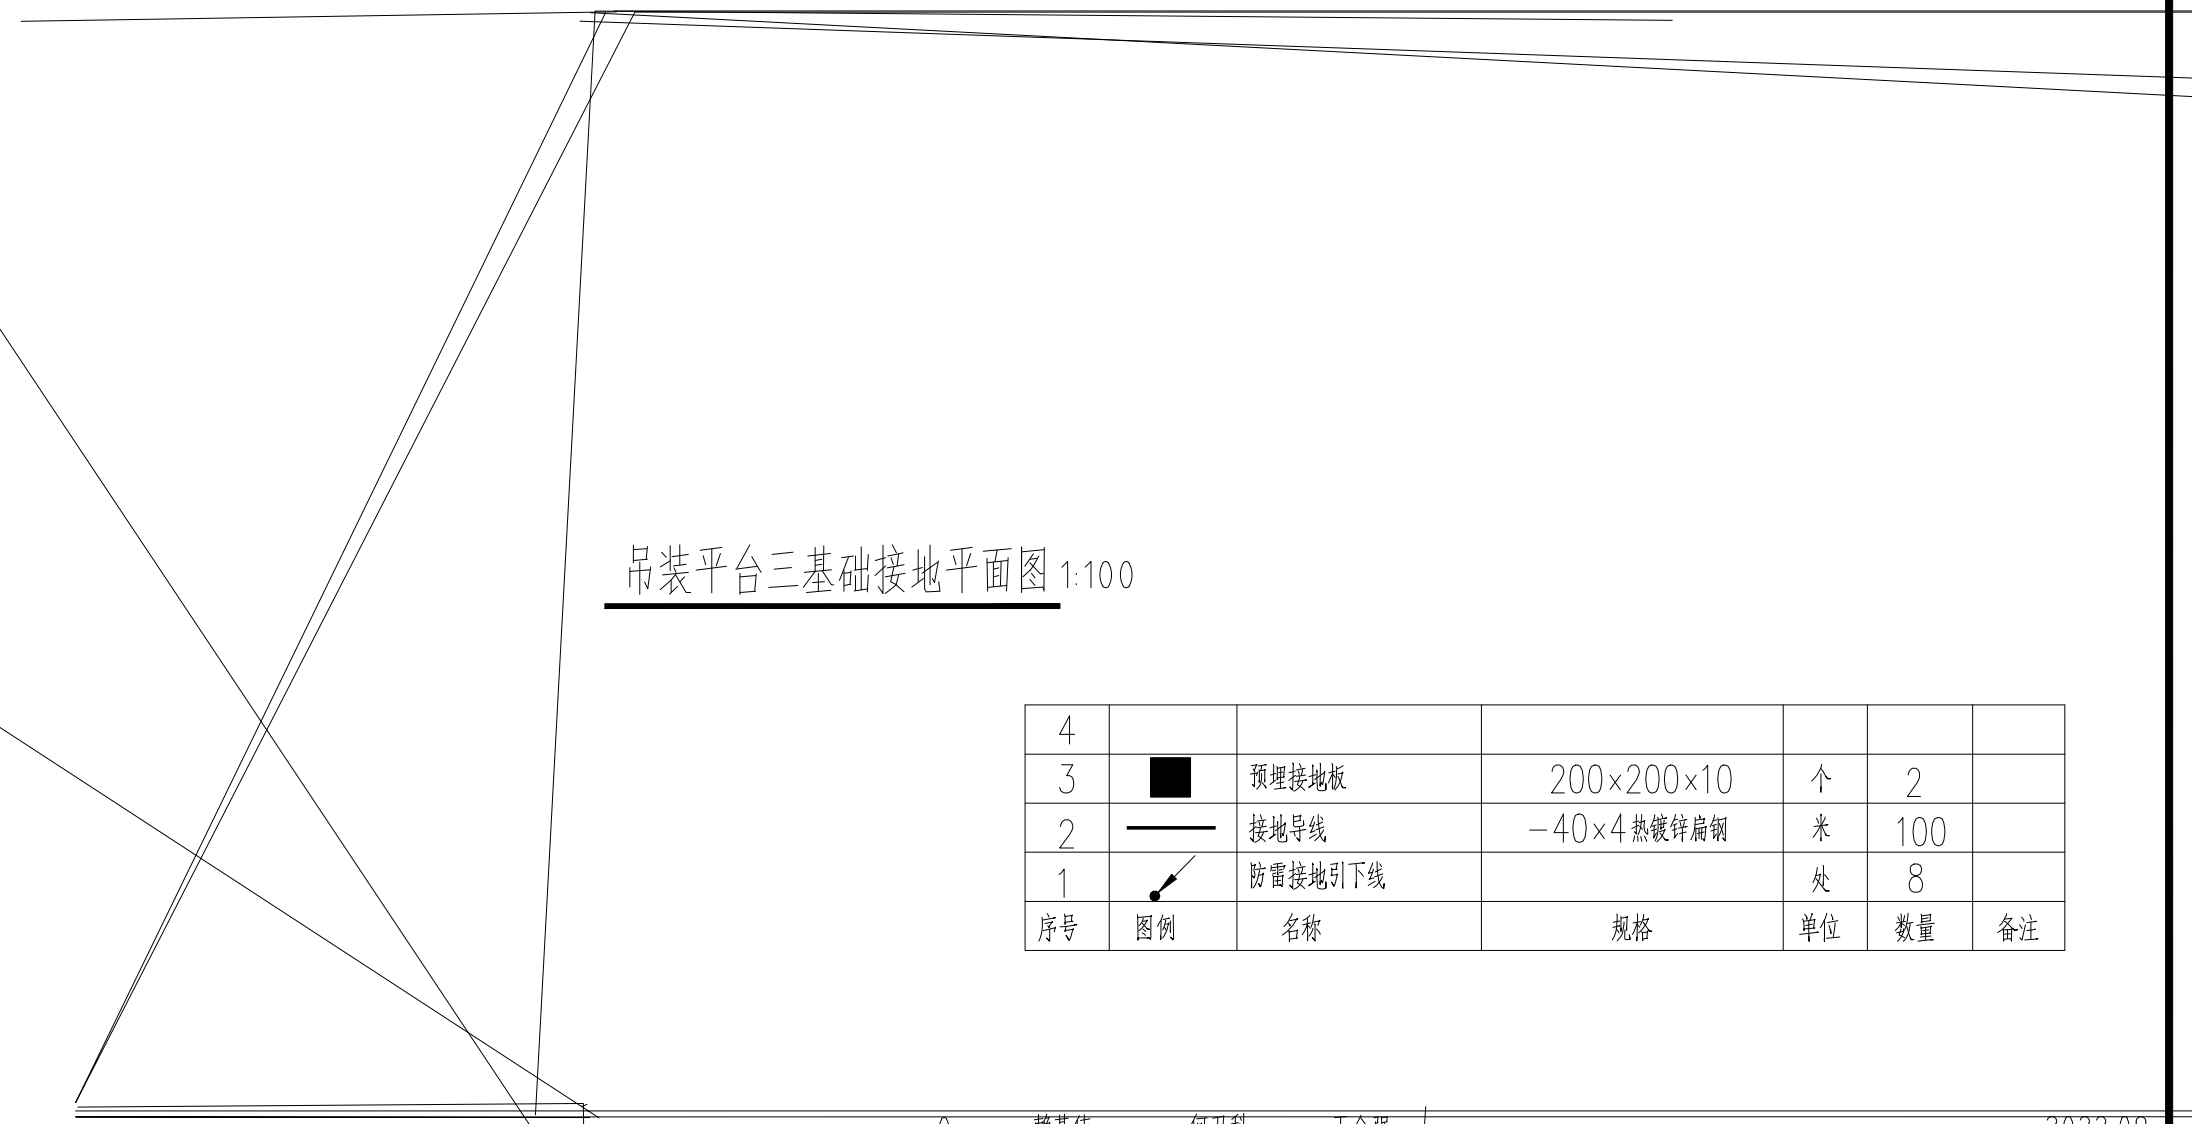 吊装平台三基础接地平面图 1:100
4
3 预埋接地板 200×200×10 个 2
2 接地导线 -40×4热镀锌扁钢 米 100
1 防雷接地引下线 处 8
序号 图例 名称 规格 单位 数量 备注